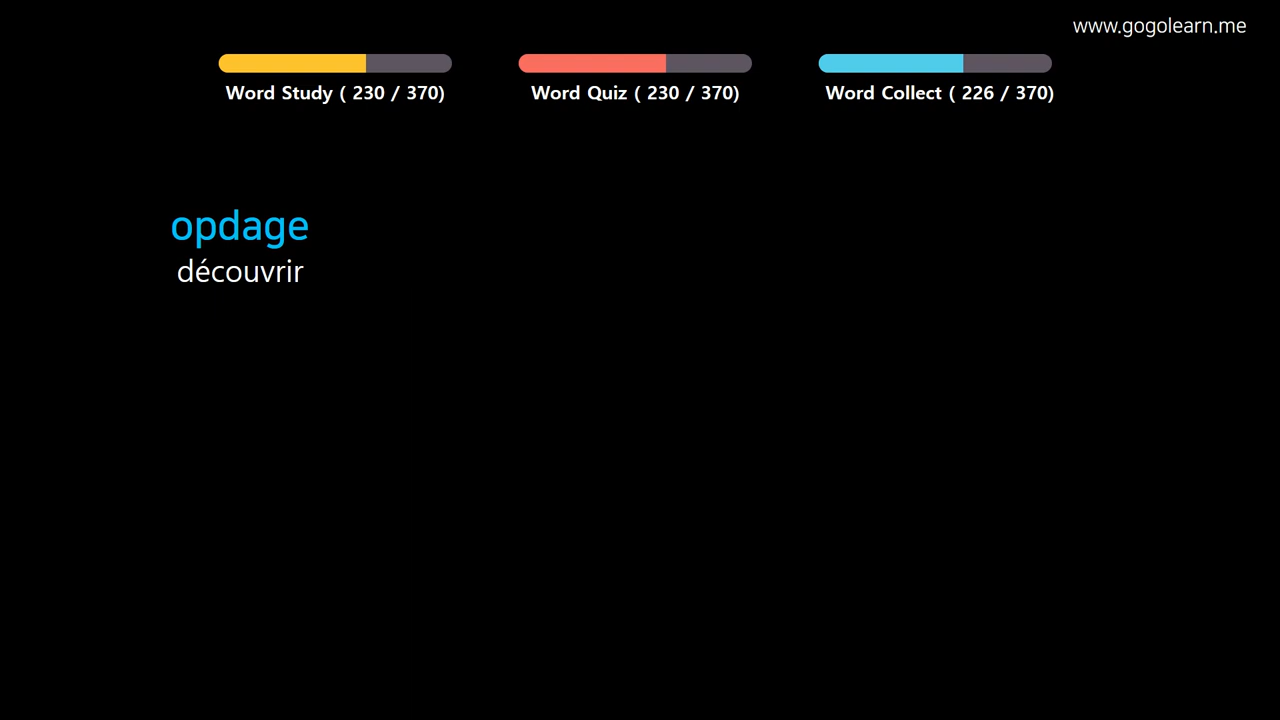 www.gogolearn.me
Word Study ( 230 / 370)
Word Quiz ( 230 / 370)
Word Collect ( 226 / 370)
opdage
découvrir